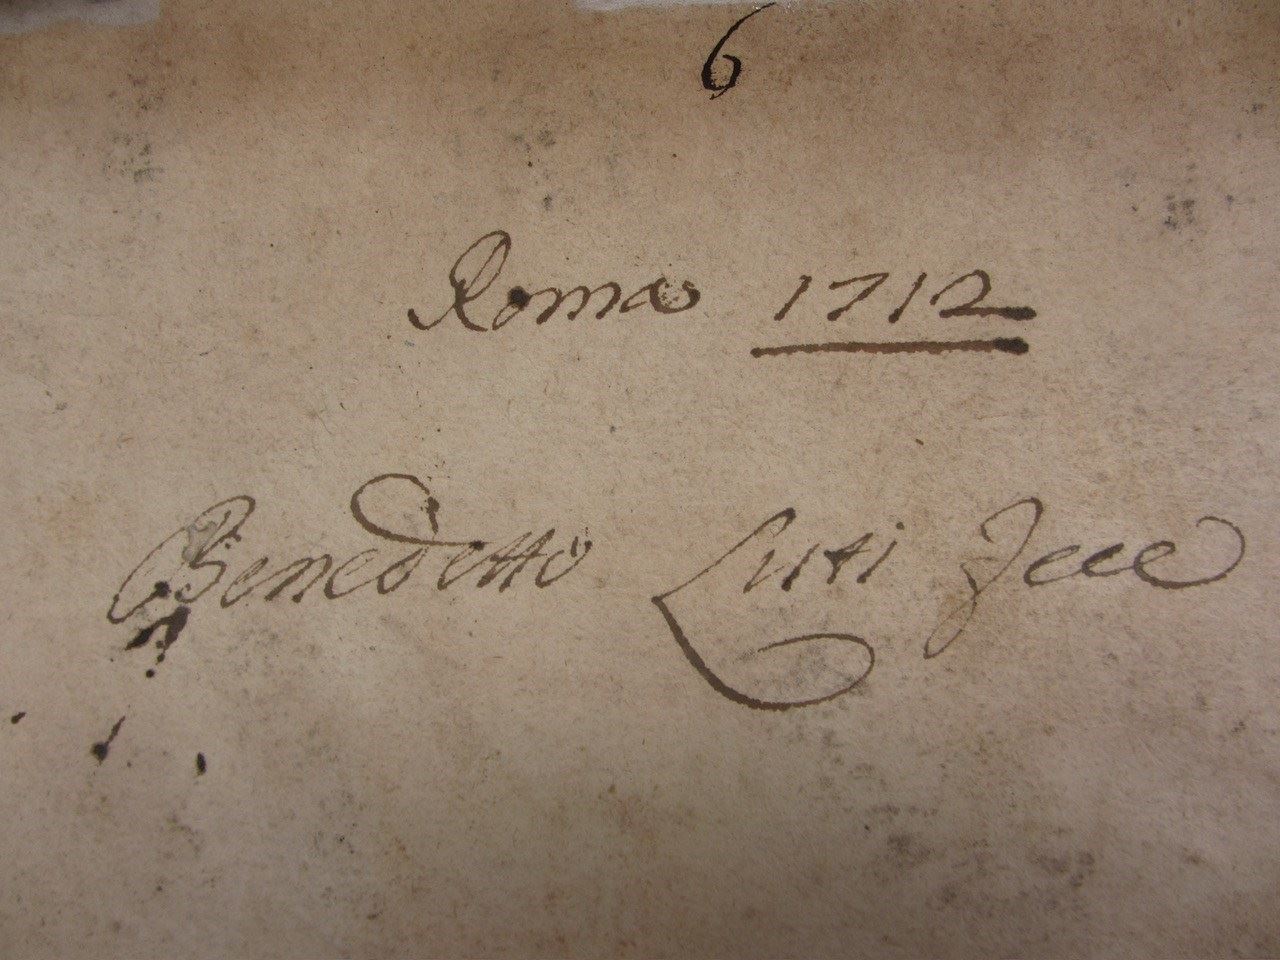 6
Roma 1712
Benedetto Luti Fece